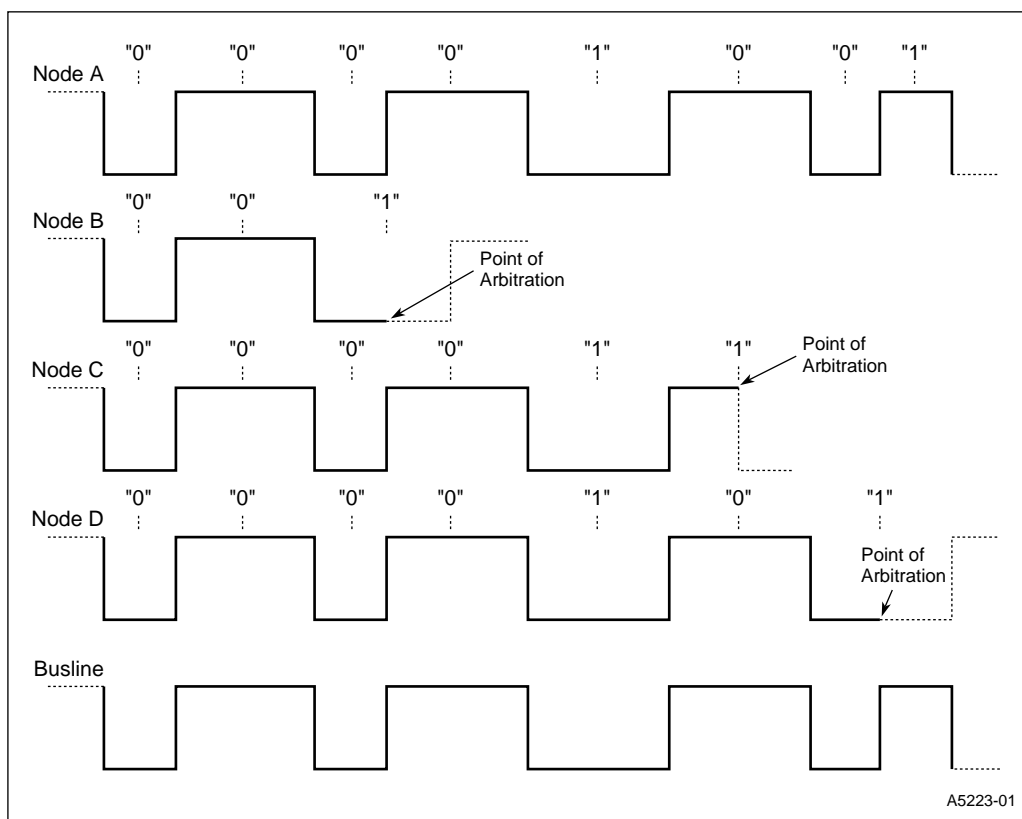 "0" "0" "0" "0" "1" "0" "0" "1"
Node A
"0" "0" "1"
Node B
Point of
Arbitration
"0" "0" "0" "0" "1" "1"
Node C
Point of
Arbitration
"0" "0" "0" "0" "1" "0" "1"
Node D
Point of
Arbitration
Busline
A5223-01